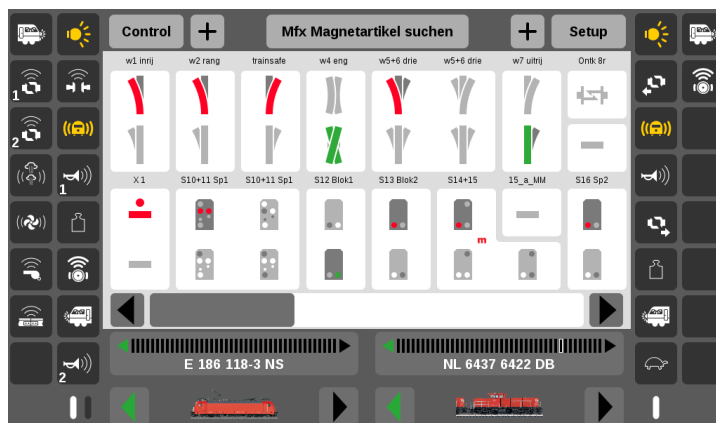 Control + Mfx Magnetartikel suchen + Setup
w1 inrij w2 rang trainsafe w4 eng w5+6 drie w5+6 drie w7 uitrij Ontk 8r
1
2
1
X 1 S10+11 Sp1 S10+11 Sp1 S12 Blok1 S13 Blok2 S14+15 15_a_MM S16 Sp2
m
E 186 118-3 NS NL 6437 6422 DB
2